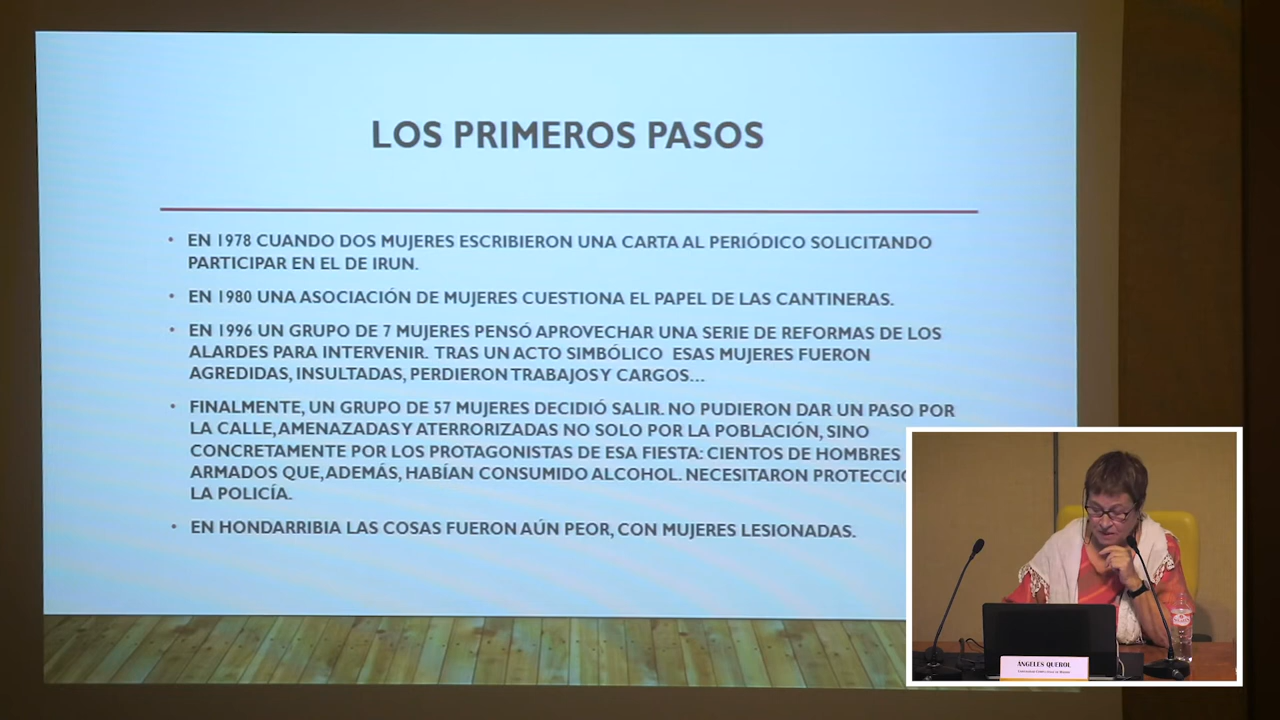 LOS PRIMEROS PASOS
• EN 1978 CUANDO DOS MUJERES ESCRIBIERON UNA CARTA AL PERIÓDICO SOLICITANDO
PARTICIPAR EN EL DE IRUN.
• EN 1980 UNA ASOCIACIÓN DE MUJERES CUESTIONA EL PAPEL DE LAS CANTINERAS.
• EN 1996 UN GRUPO DE 7 MUJERES PENSÓ APROVECHAR UNA SERIE DE REFORMAS DE LOS
ALARDES PARA INTERVENIR. TRAS UN ACTO SIMBÓLICO ESAS MUJERES FUERON
AGREDIDAS, INSULTADAS, PERDIERON TRABAJOS Y CARGOS...
• FINALMENTE, UN GRUPO DE 57 MUJERES DECIDIÓ SALIR. NO PUDIERON DAR UN PASO POR
LA CALLE, AMENAZADAS Y ATERRORIZADAS NO SOLO POR LA POBLACIÓN, SINO
CONCRETAMENTE POR LOS PROTAGONISTAS DE ESA FIESTA: CIENTOS DE HOMBRES
ARMADOS QUE, ADEMÁS, HABÍAN CONSUMIDO ALCOHOL. NECESITARON PROTECCI
LA POLICÍA.
• EN HONDARRIBIA LAS COSAS FUERON AÚN PEOR, CON MUJERES LESIONADAS.
ÁNGELES QUEROL